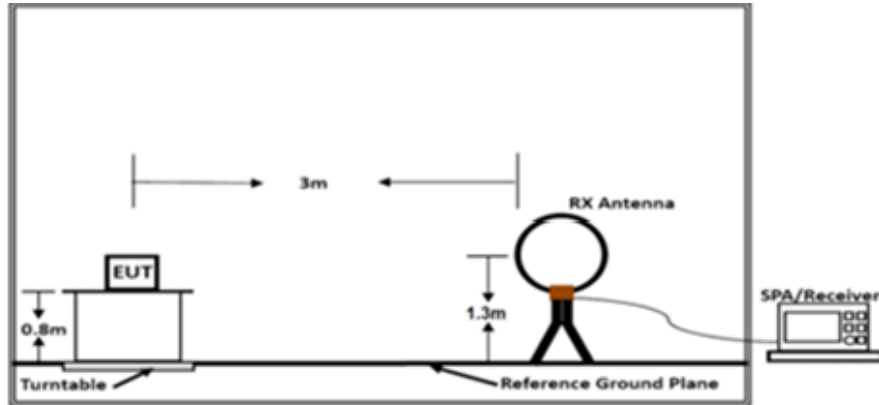 3m
RX Antenna
EUT
SPA/Receiver
0.8m
1.3m
Turntable
Reference Ground Plane